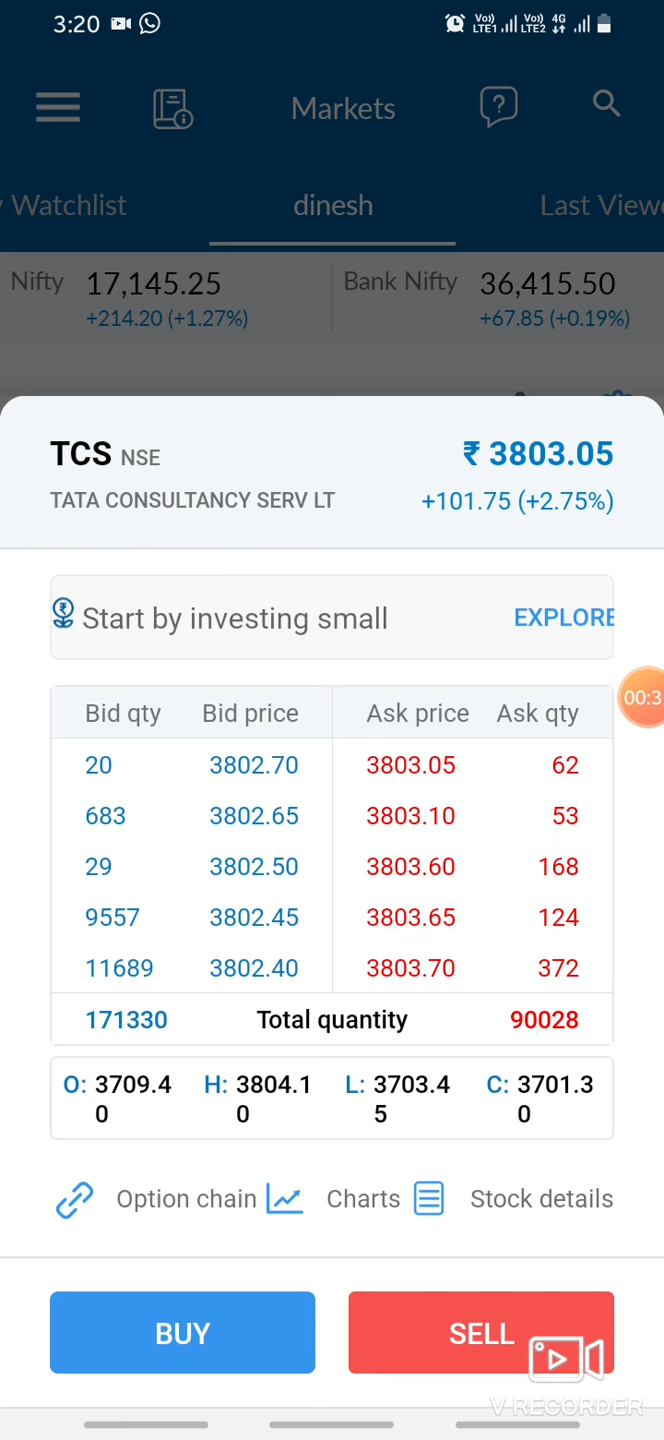 3:20 Vo)) LTE1 Vo)) LTE2 4G
Markets
Watchlist dinesh Last View
Nifty 17,145.25 Bank Nifty 36,415.50
+214.20 (+1.27%) +67.85 (+0.19%)
TCS NSE ₹ 3803.05
TATA CONSULTANCY SERV LT +101.75 (+2.75%)
Start by investing small EXPLORE
00:3
Bid qty Bid price Ask price Ask qty
20 3802.70 3803.05 62
683 3802.65 3803.10 53
29 3802.50 3803.60 168
9557 3802.45 3803.65 124
11689 3802.40 3803.70 372
171330 Total quantity 90028
O: 3709.4 H: 3804.1 L: 3703.4 C: 3701.3
0 0 5 0
Option chain Charts Stock details
BUY SELL
V RECORDER